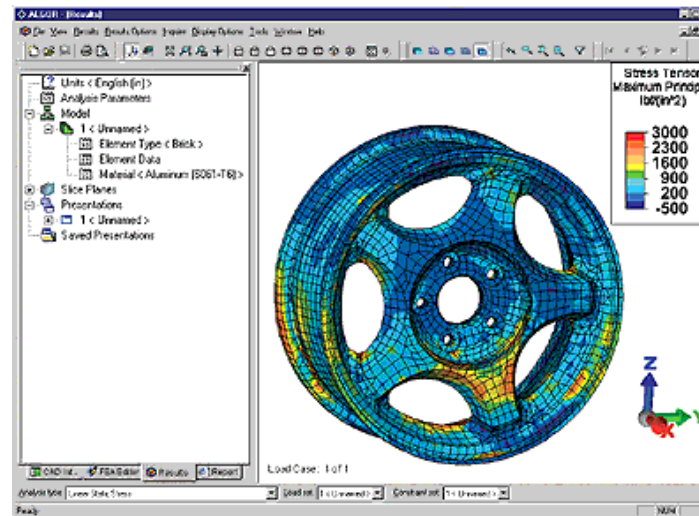 ALGOR - [Results]
File View Results Results Options Inquire Display Options Tools Window Help
Units < English (in) >
Analysis Parameters
Model
1 < Unnamed >
Element Type < Brick >
Element Data
Material < Aluminum (6061-T6) >
Slice Planes
Presentations
1 < Unnamed >
Saved Presentations
Stress Tensor
Maximum Princip
lbf/(in^2)
3000
2300
1600
900
200
-500
Z
Y
X
Load Case: 1 of 1
CAD Int... FEA Editor Results Report
Analysis type Linear Static Stress Load set 1 < Unnamed > Constraint set 1 < Unnamed >
Ready NUM